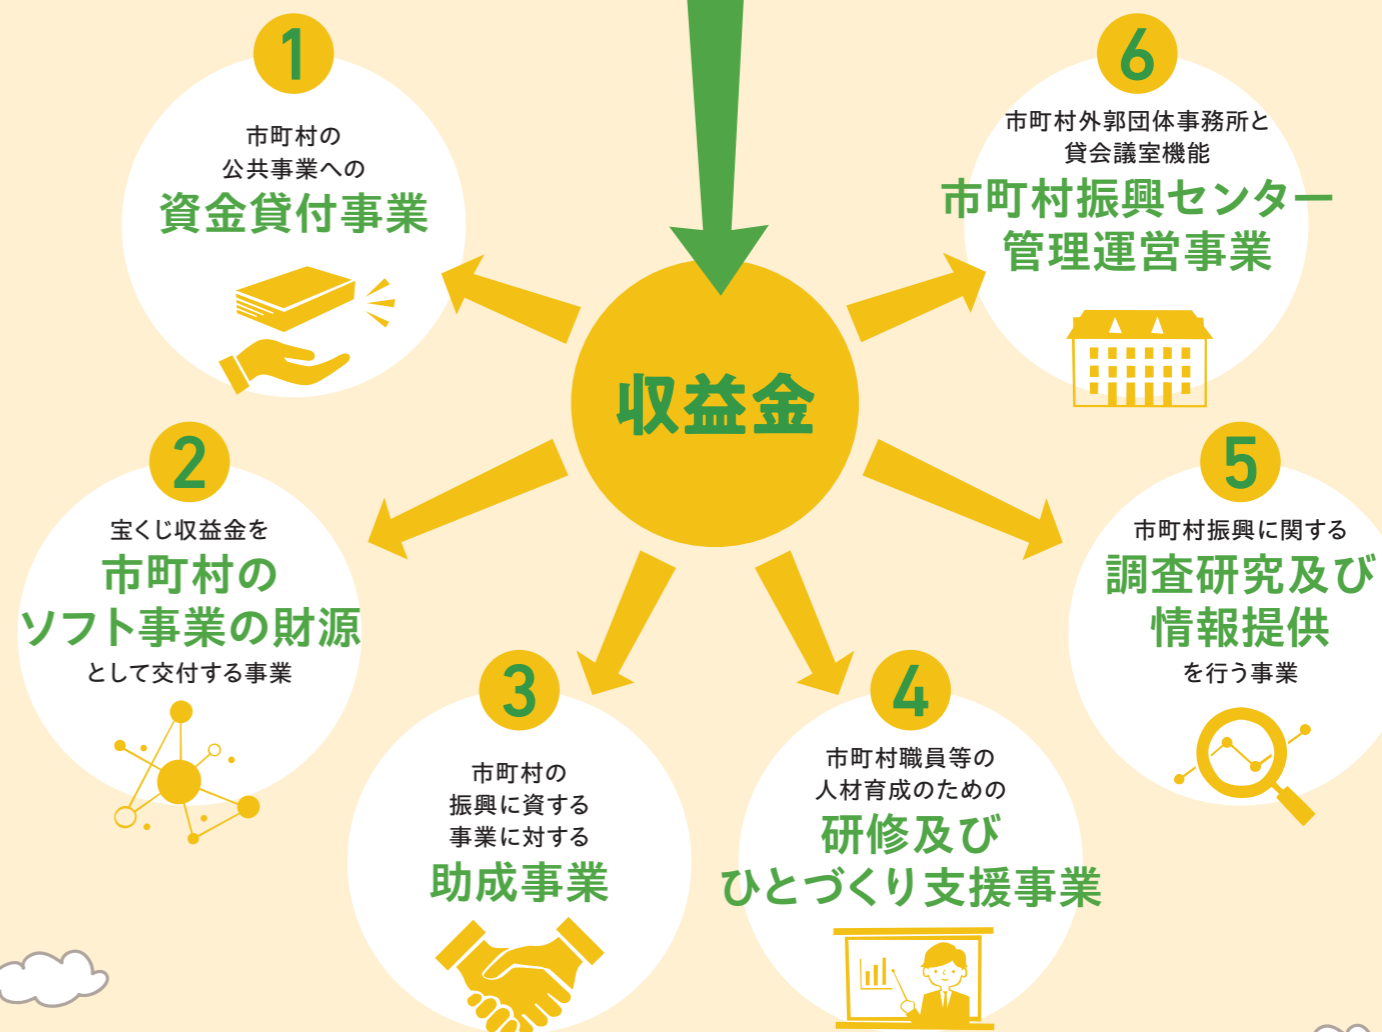 収益金
1
市町村の
公共事業への
資金貸付事業
2
宝くじ収益金を
市町村の
ソフト事業の財源
として交付する事業
3
市町村の
振興に資する
事業に対する
助成事業
4
市町村職員等の
人材育成のための
研修及び
ひとづくり支援事業
5
市町村振興に関する
調査研究及び
情報提供
を行う事業
6
市町村外郭団体事務所と
貸会議室機能
市町村振興センター
管理運営事業